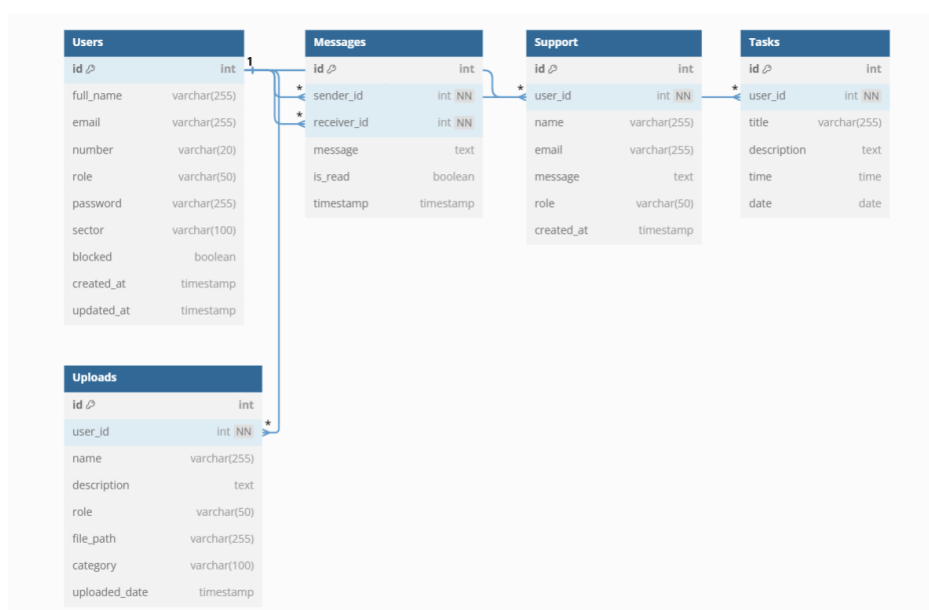 Users
id int
full_name varchar(255)
email varchar(255)
number varchar(20)
role varchar(50)
password varchar(255)
sector varchar(100)
blocked boolean
created_at timestamp
updated_at timestamp
1
Messages
id int
* sender_id int NN
* receiver_id int NN
message text
is_read boolean
timestamp timestamp
Support
id int
* user_id int NN
name varchar(255)
email varchar(255)
message text
role varchar(50)
created_at timestamp
Tasks
id int
* user_id int NN
title varchar(255)
description text
time time
date date
Uploads
id int
user_id int NN *
name varchar(255)
description text
role varchar(50)
file_path varchar(255)
category varchar(100)
uploaded_date timestamp